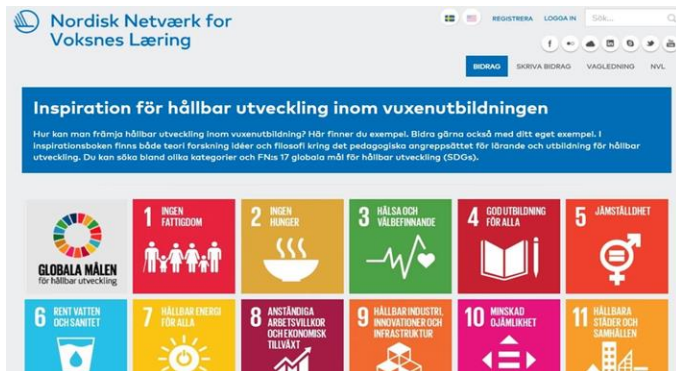 Nordisk Netværk for
Voksnes Læring
REGISTRERA LOGGA IN Sök...
BIDRAG SKRIVA BIDRAG VAGLEDNING NVL
Inspiration för hållbar utveckling inom vuxenutbildningen
Hur kan man främja hållbar utveckling inom vuxenutbildning? Här finner du exempel. Bidra gärna också med ditt eget exempel. I
inspirationsboken finns både teori forskning idéer och filosofi kring det pedagogiska angreppsättet för lärande och utbildning för hållbar
utveckling. Du kan söka bland olika kategorier och FN:s 17 globala mål för hållbar utveckling (SDGs).
GLOBALA MÅLEN
för hållbar utveckling
1 INGEN
FATTIGDOM
2 INGEN
HUNGER
3 HÄLSA OCH
VÄLBEFINNANDE
4 GOD UTBILDNING
FÖR ALLA
5 JÄMSTÄLLDHET
6 RENT VATTEN
OCH SANITET
7 HÅLLBAR ENERGI
FÖR ALLA
8 ANSTÄNDIGA
ARBETSVILLKOR
OCH EKONOMISK
TILLVÄXT
9 HÅLLBAR INDUSTRI,
INNOVATIONER OCH
INFRASTRUKTUR
10 MINSKAD
OJÄMLIKHET
11 HÅLLBARA
STÄDER OCH
SAMHÄLLEN